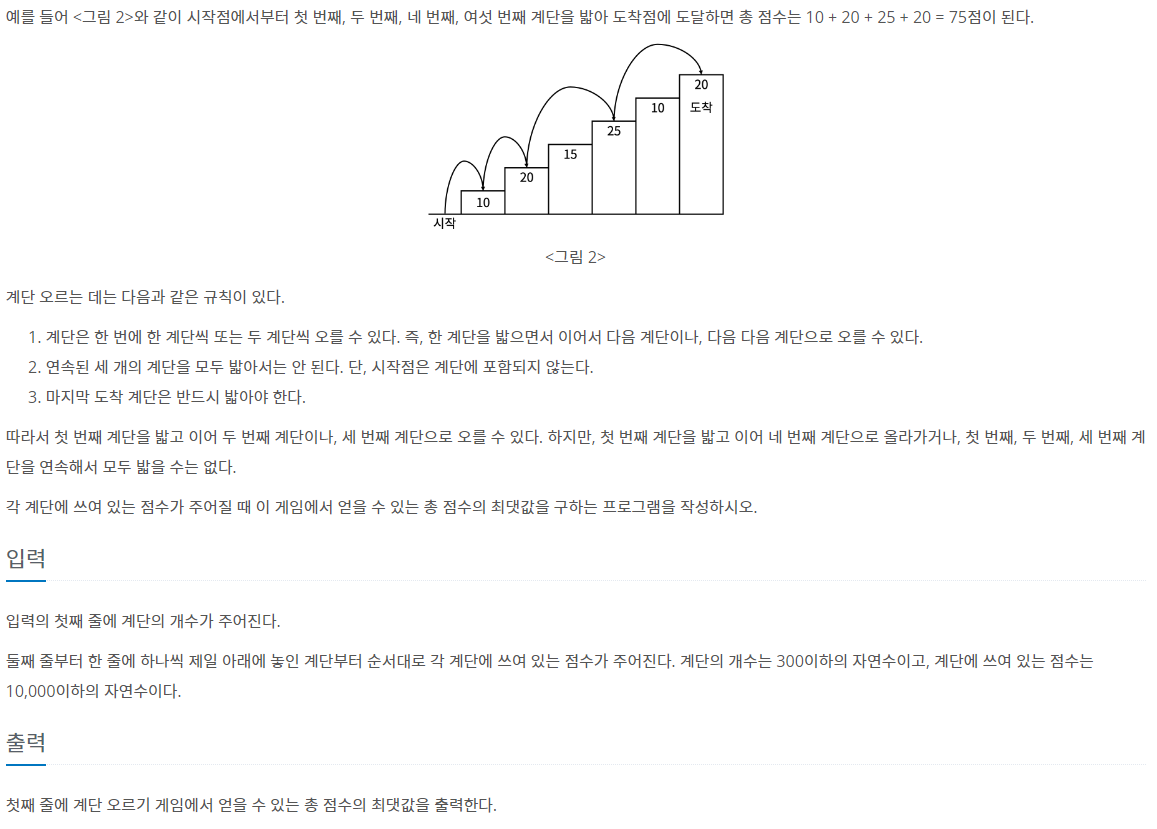 예를 들어 <그림 2>와 같이 시작점에서부터 첫 번째, 두 번째, 네 번째, 여섯 번째 계단을 밟아 도착점에 도달하면 총 점수는 10 + 20 + 25 + 20 = 75점이 된다.
20
도착
10
25
15
20
10
시작
<그림 2>
계단 오르는 데는 다음과 같은 규칙이 있다.
1. 계단은 한 번에 한 계단씩 또는 두 계단씩 오를 수 있다. 즉, 한 계단을 밟으면서 이어서 다음 계단이나, 다음 다음 계단으로 오를 수 있다.
2. 연속된 세 개의 계단을 모두 밟아서는 안 된다. 단, 시작점은 계단에 포함되지 않는다.
3. 마지막 도착 계단은 반드시 밟아야 한다.
따라서 첫 번째 계단을 밟고 이어 두 번째 계단이나, 세 번째 계단으로 오를 수 있다. 하지만, 첫 번째 계단을 밟고 이어 네 번째 계단으로 올라가거나, 첫 번째, 두 번째, 세 번째 계
단을 연속해서 모두 밟을 수는 없다.
각 계단에 쓰여 있는 점수가 주어질 때 이 게임에서 얻을 수 있는 총 점수의 최댓값을 구하는 프로그램을 작성하시오.
입력
입력의 첫째 줄에 계단의 개수가 주어진다.
둘째 줄부터 한 줄에 하나씩 제일 아래에 놓인 계단부터 순서대로 각 계단에 쓰여 있는 점수가 주어진다. 계단의 개수는 300이하의 자연수이고, 계단에 쓰여 있는 점수는
10,000이하의 자연수이다.
출력
첫째 줄에 계단 오르기 게임에서 얻을 수 있는 총 점수의 최댓값을 출력한다.